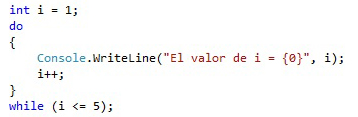 int i = 1;
do
{
    Console.WriteLine("El valor de i = {0}", i);
    i++;
}
while (i <= 5);